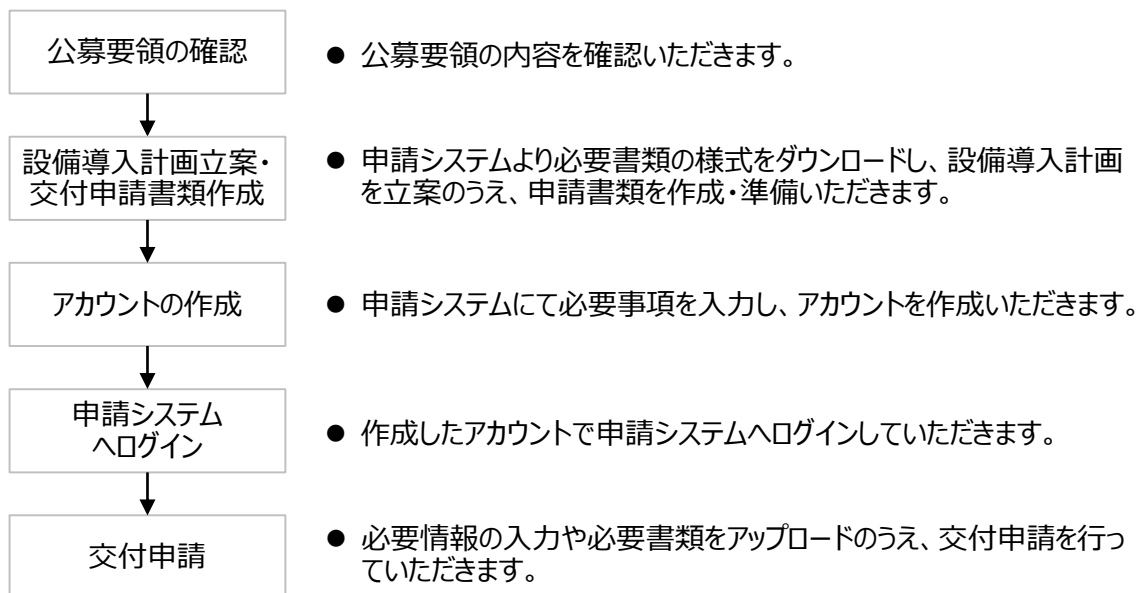 公募要領の確認
● 公募要領の内容を確認いただきます。
設備導入計画立案・
交付申請書類作成
● 申請システムより必要書類の様式をダウンロードし、設備導入計画
を立案のうえ、申請書類を作成・準備いただきます。
アカウントの作成
● 申請システムにて必要事項を入力し、アカウントを作成いただきます。
申請システム
へログイン
● 作成したアカウントで申請システムへログインしていただきます。
交付申請
● 必要情報の入力や必要書類をアップロードのうえ、交付申請を行っ
ていただきます。